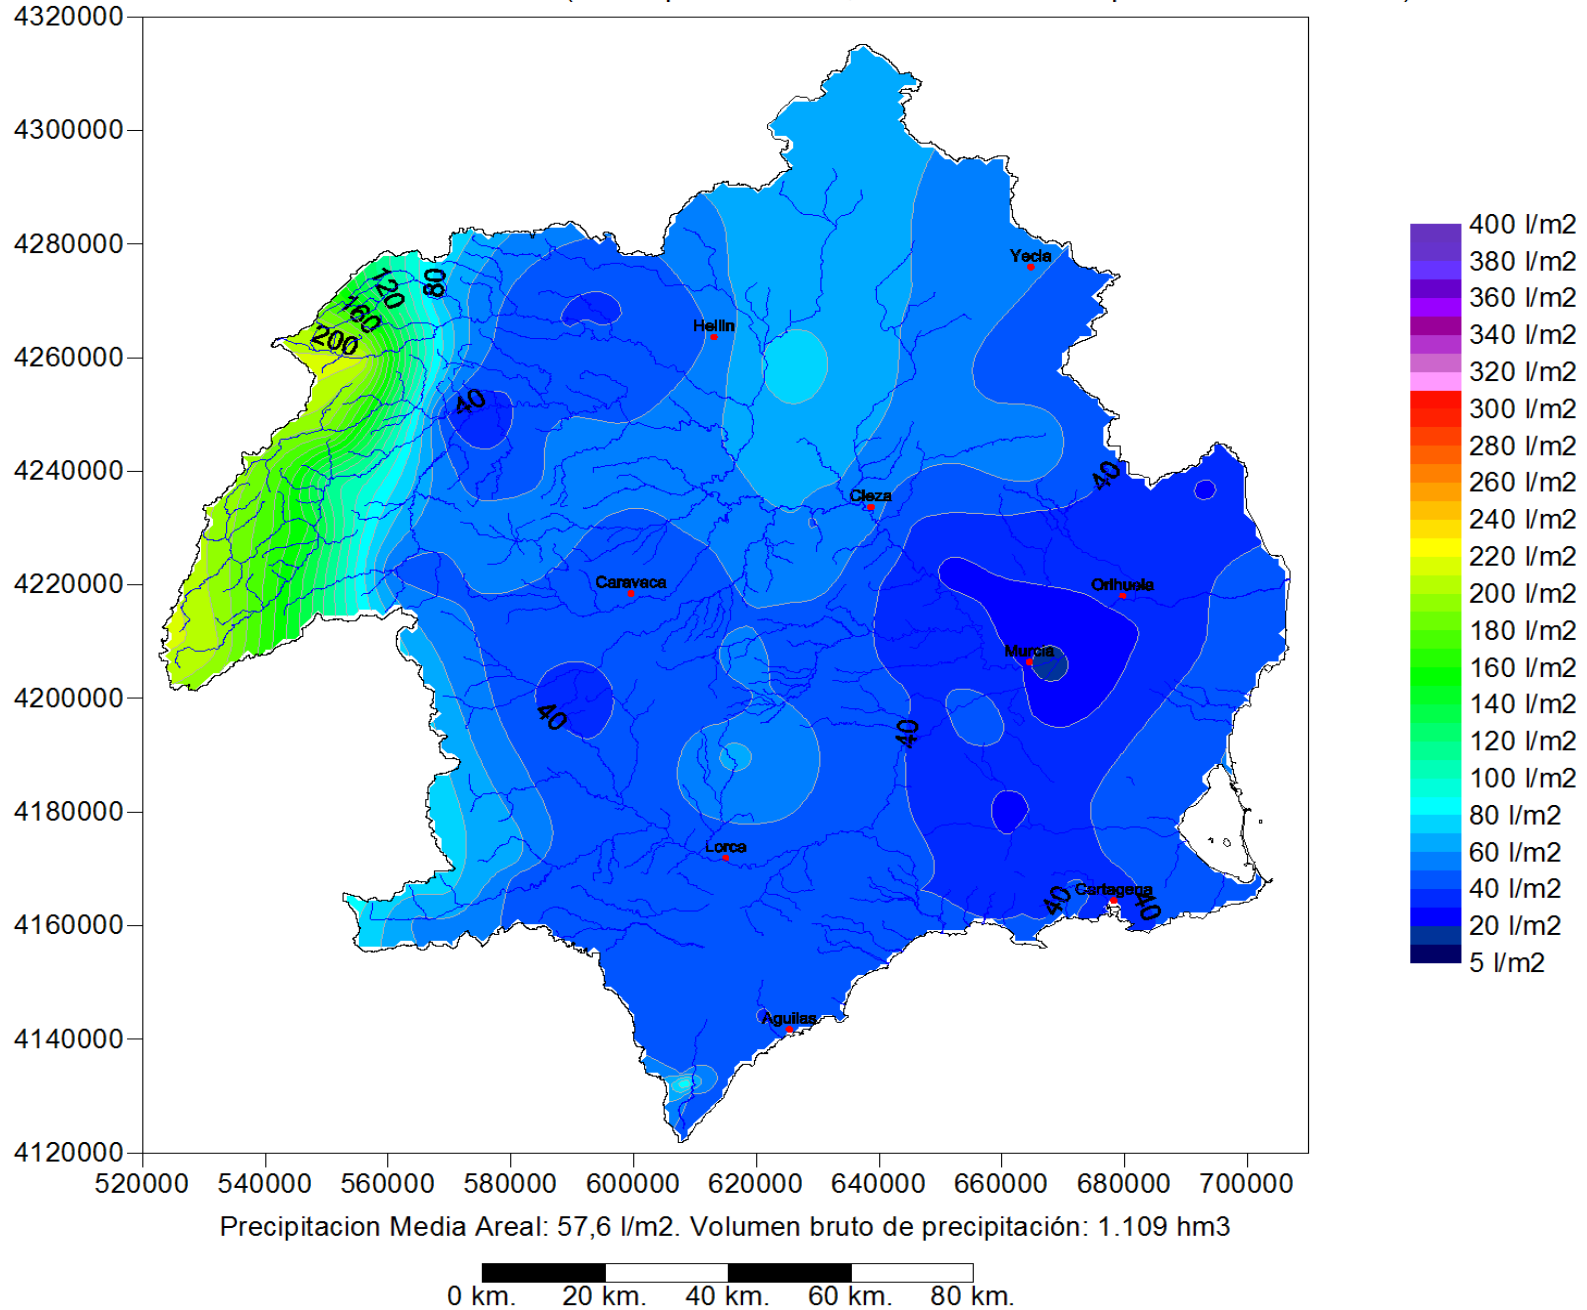 4320000
4300000
4280000
4260000
4240000
4220000
4200000
4180000
4160000
4140000
4120000
520000 540000 560000 580000 600000 620000 640000 660000 680000 700000
Yecla
Hellin
Cieza
Caravaca
Orihuela
Murcia
Lorca
Cartagena
Aguilas
120
80
160
200
40
40
40
40
40
40
400 l/m2
380 l/m2
360 l/m2
340 l/m2
320 l/m2
300 l/m2
280 l/m2
260 l/m2
240 l/m2
220 l/m2
200 l/m2
180 l/m2
160 l/m2
140 l/m2
120 l/m2
100 l/m2
80 l/m2
60 l/m2
40 l/m2
20 l/m2
5 l/m2
Precipitacion Media Areal: 57,6 l/m2. Volumen bruto de precipitación: 1.109 hm3
0 km. 20 km. 40 km. 60 km. 80 km.